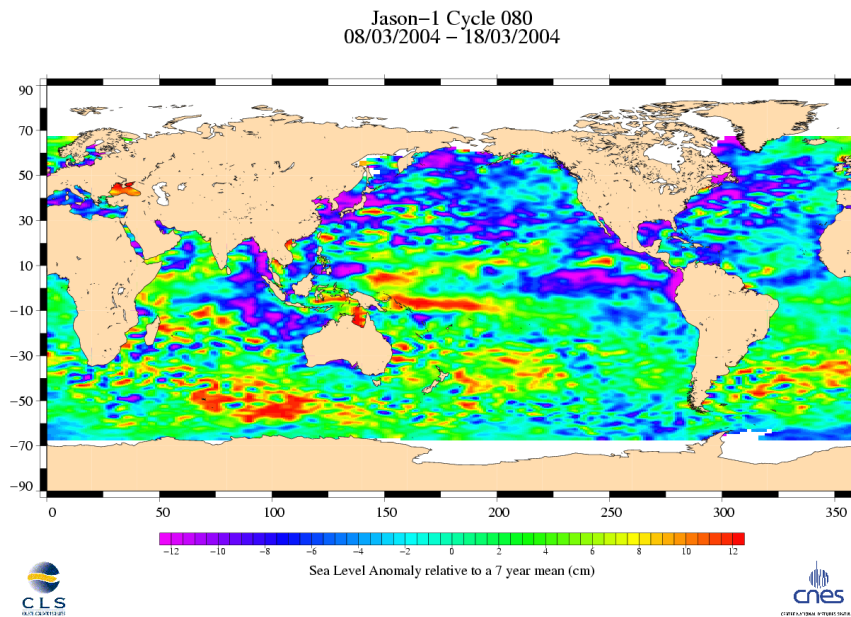 Jason−1 Cycle 080
08/03/2004 − 18/03/2004
90
70
50
30
10
−10
−30
−50
−70
−90
0 50 100 150 200 250 300 350
−12 −10 −8 −6 −4 −2 0 2 4 6 8 10 12
Sea Level Anomaly relative to a 7 year mean (cm)
CLS
cnes